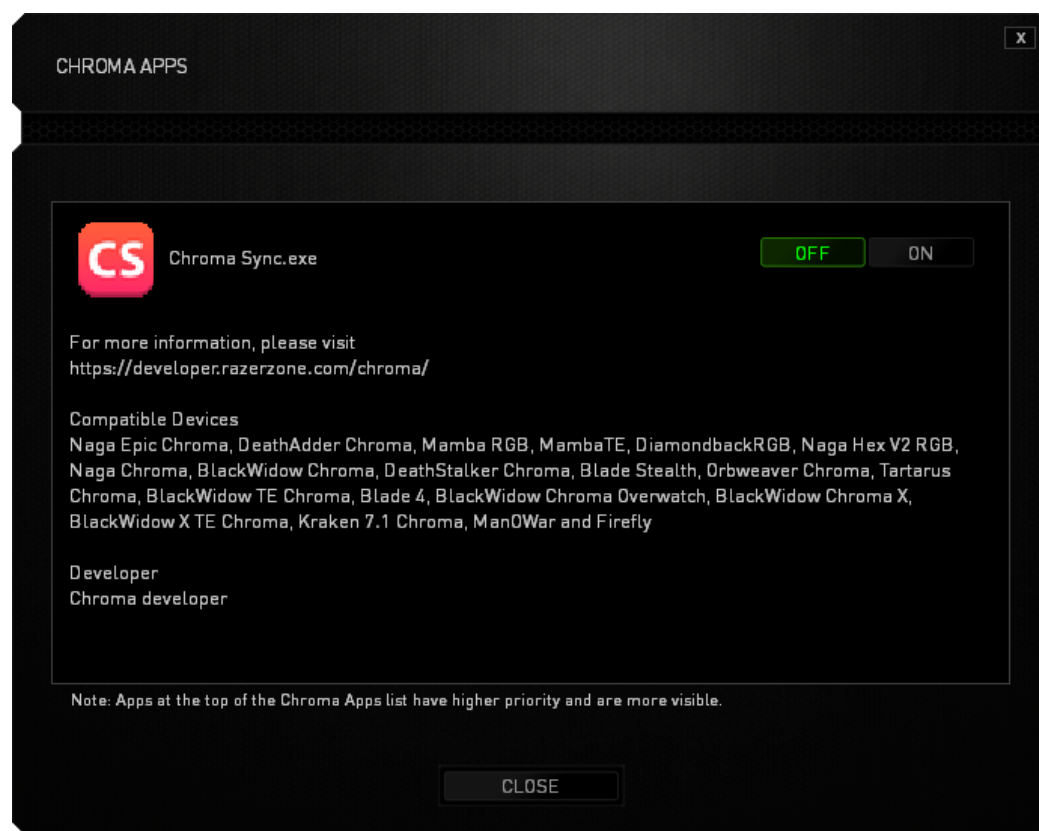 X
CHROMA APPS
CS
Chroma Sync.exe
OFF ON
For more information, please visit
https://developer.razerzone.com/chroma/
Compatible Devices
Naga Epic Chroma, DeathAdder Chroma, Mamba RGB, MambaTE, DiamondbackRGB, Naga Hex V2 RGB,
Naga Chroma, BlackWidow Chroma, DeathStalker Chroma, Blade Stealth, Orbweaver Chroma, Tartarus
Chroma, BlackWidow TE Chroma, Blade 4, BlackWidow Chroma Overwatch, BlackWidow Chroma X,
BlackWidow X TE Chroma, Kraken 7.1 Chroma, ManOWar and Firefly
Developer
Chroma developer
Note: Apps at the top of the Chroma Apps list have higher priority and are more visible.
CLOSE